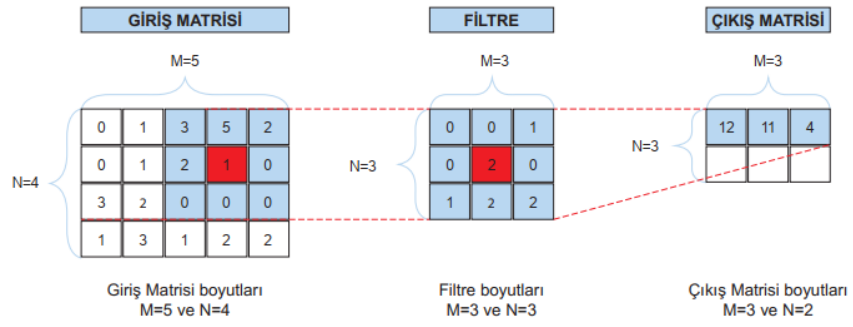 GİRİŞ MATRİSİ FİLTRE ÇIKIŞ MATRİSİ
M=5 M=3 M=3
0 1 3 5 2 0 0 1 12 11 4
0 1 2 1 0 0 2 0
N=4 N=3 N=3
3 2 0 0 0 1 2 2
1 3 1 2 2
Giriş Matrisi boyutları Filtre boyutları Çıkış Matrisi boyutları
M=5 ve N=4 M=3 ve N=3 M=3 ve N=2